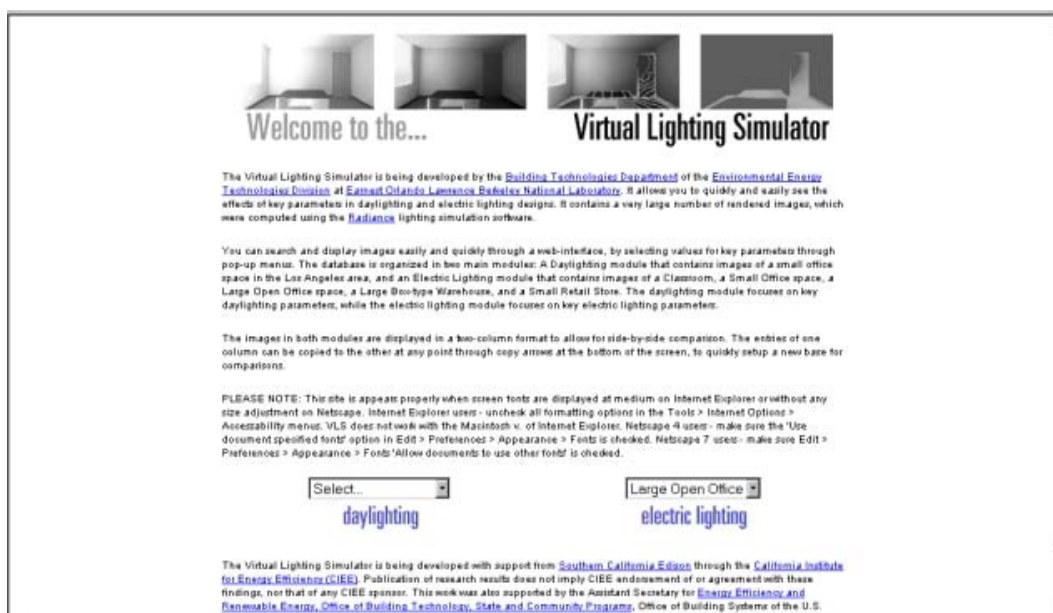 Welcome to the... Virtual Lighting Simulator
The Virtual Lighting Simulator is being developed by the Building Technologies Department of the Environmental Energy
Technologies Division at Earnest Orlando Lawrence Berkeley National Laboratory. It allows you to quickly and easily see the
effects of key parameters in daylighting and electric lighting designs. It contains a very large number of rendered images, which
were computed using the Radiance lighting simulation software.
You can search and display images easily and quickly through a web-interface, by selecting values for key parameters through
pop-up menus. The database is organized in two main modules: A Daylighting module that contains images of a small office
space in the Los Angeles area, and an Electric Lighting module that contains images of a Classroom, a Small Office space, a
Large Open Office space, a Large Box-type Warehouse, and a Small Retail Store. The daylighting module focuses on key
daylighting parameters, while the electric lighting module focuses on key electric lighting parameters.
The images in both modules are displayed in a two-column format to allow for side-by-side comparison. The entries of one
column can be copied to the other at any point through copy arrows at the bottom of the screen, to quickly setup a new base for
comparisons.
PLEASE NOTE: This site is appears properly when screen fonts are displayed at medium on Internet Explorer or without any
size adjustment on Netscape. Internet Explorer users - uncheck all formatting options in the Tools > Internet Options >
Accessability menus. VLS does not work with the Macintosh v. of Internet Explorer. Netscape 4 users - make sure the 'Use
document specified fonts' option in Edit > Preferences > Appearance > Fonts is checked. Netscape 7 users - make sure Edit >
Preferences > Appearance > Fonts 'Allow documents to use other fonts' is checked.
Select... Large Open Office
daylighting electric lighting
The Virtual Lighting Simulator is being developed with support from Southern California Edison through the California Institute
for Energy Efficiency (CIEE). Publication of research results does not imply CIEE endorsement of or agreement with these
findings, nor that of any CIEE sponsor. This work was also supported by the Assistant Secretary for Energy Efficiency and
Renewable Energy, Office of Building Technology, State and Community Programs, Office of Building Systems of the U.S.